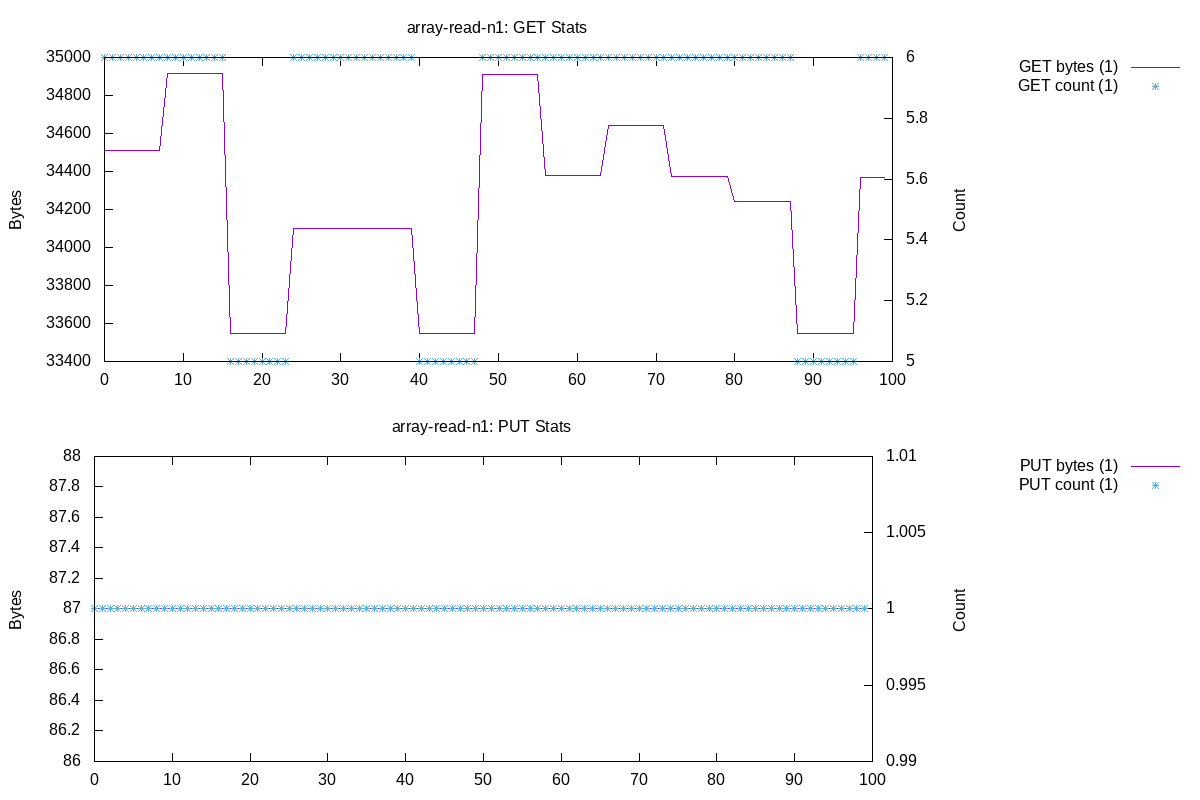 array-read-n1: GET Stats
35000
34800
34600
34400
34200
34000
33800
33600
33400
Bytes
6
5.8
5.6
5.4
5.2
5
Count
0 10 20 30 40 50 60 70 80 90 100
GET bytes (1)
GET count (1)
array-read-n1: PUT Stats
88
87.8
87.6
87.4
87.2
87
86.8
86.6
86.4
86.2
86
Bytes
1.01
1.005
1
0.995
0.99
Count
0 10 20 30 40 50 60 70 80 90 100
PUT bytes (1)
PUT count (1)